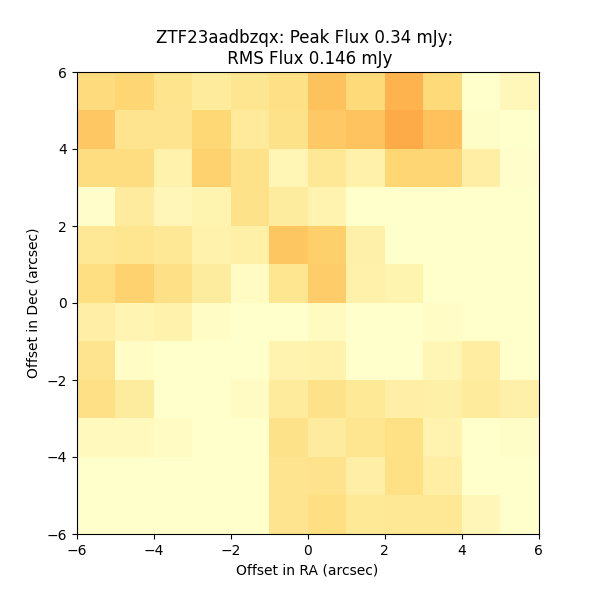 ZTF23aadbzqx: Peak Flux 0.34 mJy;
RMS Flux 0.146 mJy
6
4
2
0
−2
−4
−6
Offset in Dec (arcsec)
−6 −4 −2 0 2 4 6
Offset in RA (arcsec)